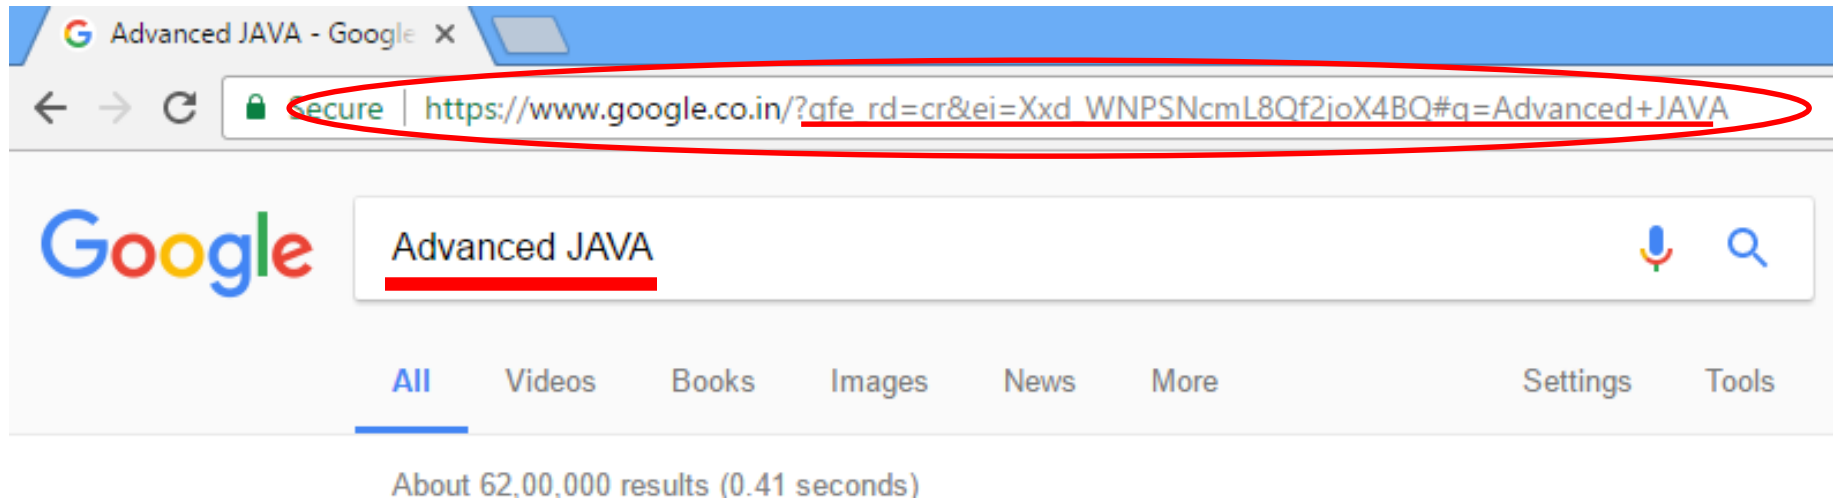 Advanced JAVA - Google
Secure | https://www.google.co.in/?gfe_rd=cr&ei=Xxd_WNPSNcmL8Qf2joX4BQ#q=Advanced+JAVA
Google Advanced JAVA
All Videos Books Images News More Settings Tools
About 62,00,000 results (0.41 seconds)